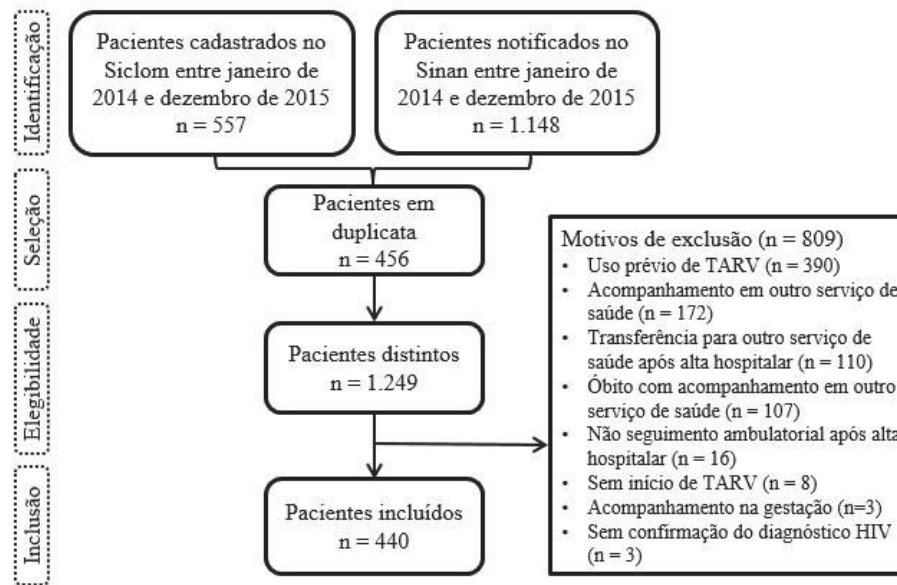 Identificação
Pacientes cadastrados no
Siclom entre janeiro de
2014 e dezembro de 2015
n = 557
Pacientes notificados no
Sinan entre janeiro de
2014 e dezembro de 2015
n = 1.148
Seleção
Pacientes em
duplicata
n = 456
Elegibilidade
Pacientes distintos
n = 1.249
Motivos de exclusão (n = 809)
• Uso prévio de TARV (n = 390)
• Acompanhamento em outro serviço de
saúde (n = 172)
• Transferência para outro serviço de
saúde após alta hospitalar (n = 110)
• Óbito com acompanhamento em outro
serviço de saúde (n = 107)
• Não seguimento ambulatorial após alta
hospitalar (n = 16)
• Sem início de TARV (n = 8)
• Acompanhamento na gestação (n=3)
• Sem confirmação do diagnóstico HIV
(n = 3)
Inclusão
Pacientes incluídos
n = 440